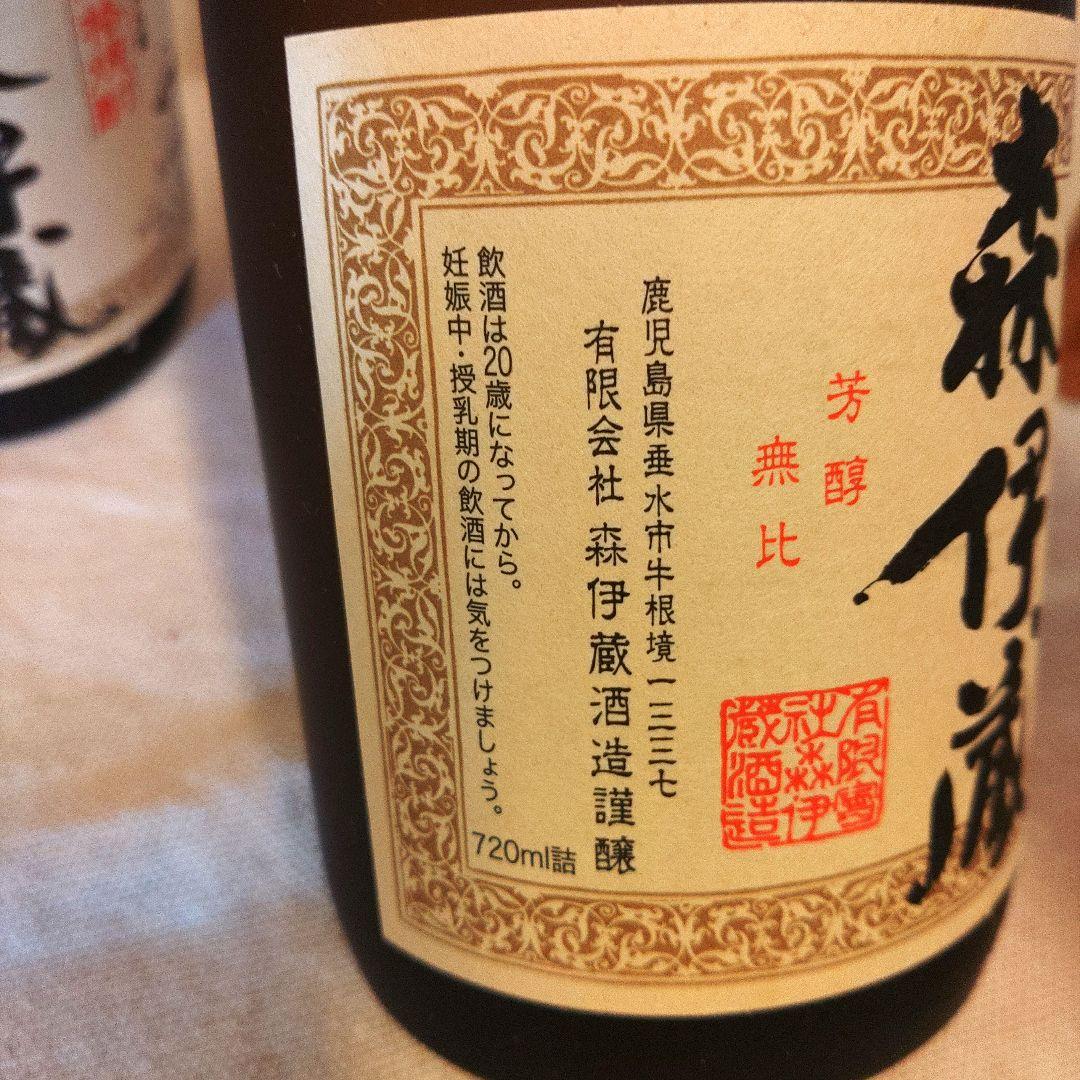 森伊蔵
芳醇
無比
有限会
社森伊
蔵酒造
鹿児島県垂水市牛根境一三三七
有限会社 森伊蔵酒造謹醸
飲酒は20歳になってから。
妊娠中・授乳期の飲酒には気をつけましょう。
720ml詰